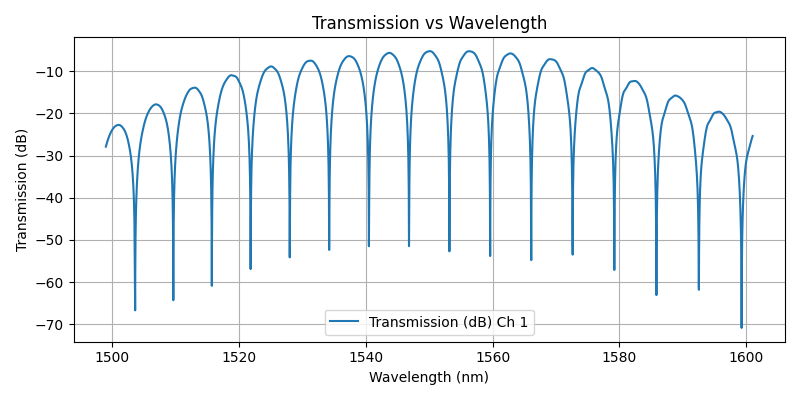 Transmission vs Wavelength
Transmission (dB)
−10
−20
−30
−40
−50
−60
−70
Transmission (dB) Ch 1
1500 1520 1540 1560 1580 1600
Wavelength (nm)